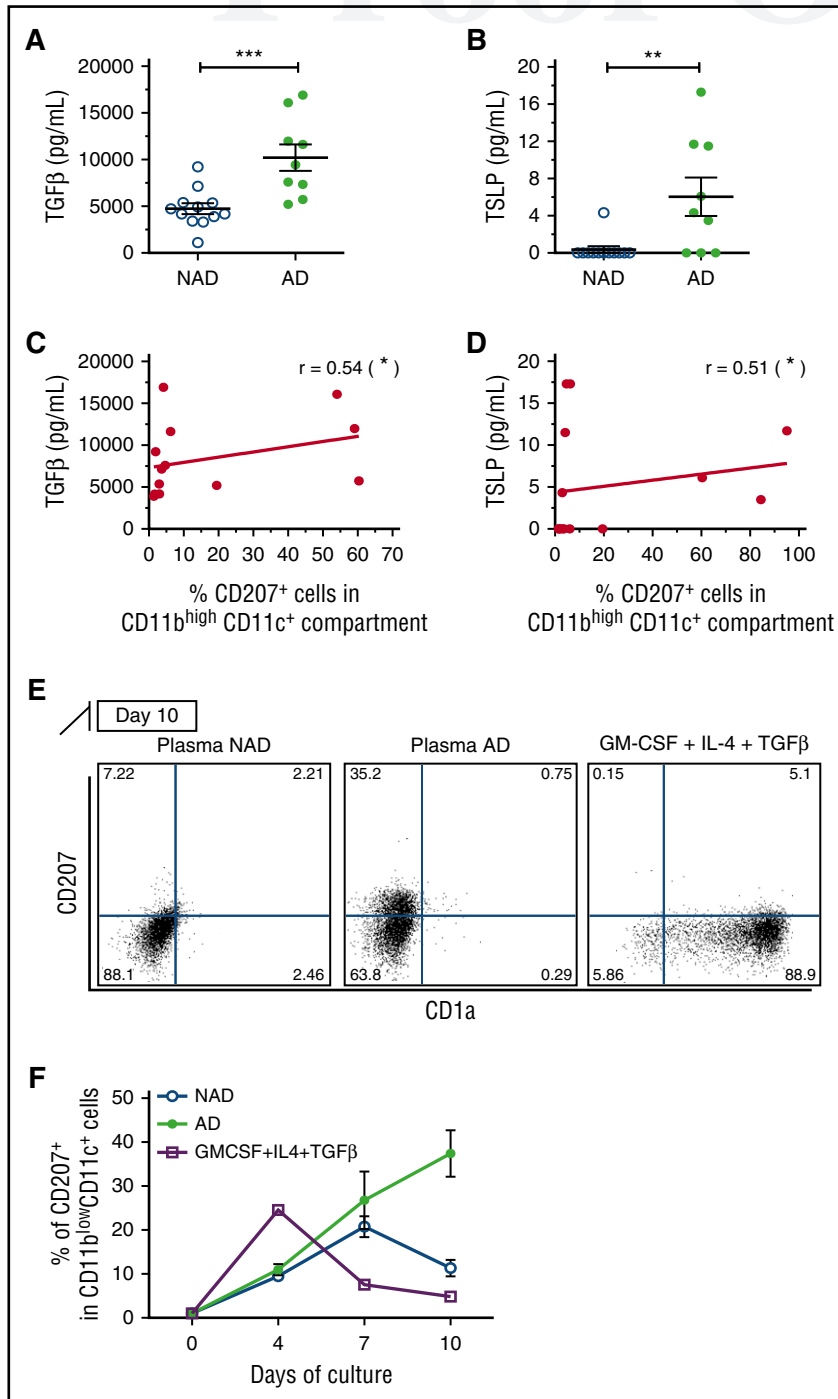 Proof O
A
***
20000
15000
10000
5000
0
TGFβ (pg/mL)
NAD
AD
B
**
20
16
12
8
4
0
TSLP (pg/mL)
NAD
AD
C
r = 0.54 ( * )
20000
15000
10000
5000
0
TGFβ (pg/mL)
0 10 20 30 40 50 60 70
% CD207+ cells in
CD11bhigh CD11c+ compartment
D
r = 0.51 ( * )
20
15
10
5
0
TSLP (pg/mL)
0 20 40 60 80 100
% CD207+ cells in
CD11bhigh CD11c+ compartment
E
Day 10
Plasma NAD
Plasma AD
GM-CSF + IL-4 + TGFβ
7.22 2.21
88.1 2.46
35.2 0.75
63.8 0.29
0.15 5.1
5.86 88.9
CD207
CD1a
F
NAD
AD
GMCSF+IL4+TGFβ
50
40
30
20
10
0
% of CD207+
in CD11blowCD11c+ cells
0 4 7 10
Days of culture